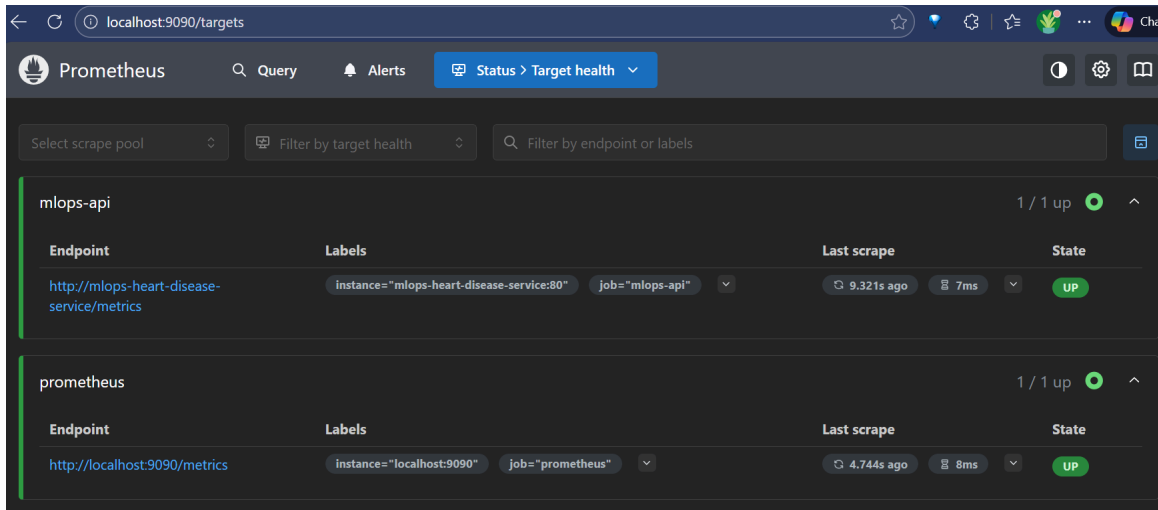 localhost:9090/targets
Cha
Prometheus Query Alerts Status > Target health
Select scrape pool Filter by target health Filter by endpoint or labels
mlops-api 1 / 1 up
Endpoint Labels Last scrape State
http://mlops-heart-disease- instance="mlops-heart-disease-service:80" job="mlops-api" 9.321s ago 7ms UP
service/metrics
prometheus 1 / 1 up
Endpoint Labels Last scrape State
http://localhost:9090/metrics instance="localhost:9090" job="prometheus" 4.744s ago 8ms UP